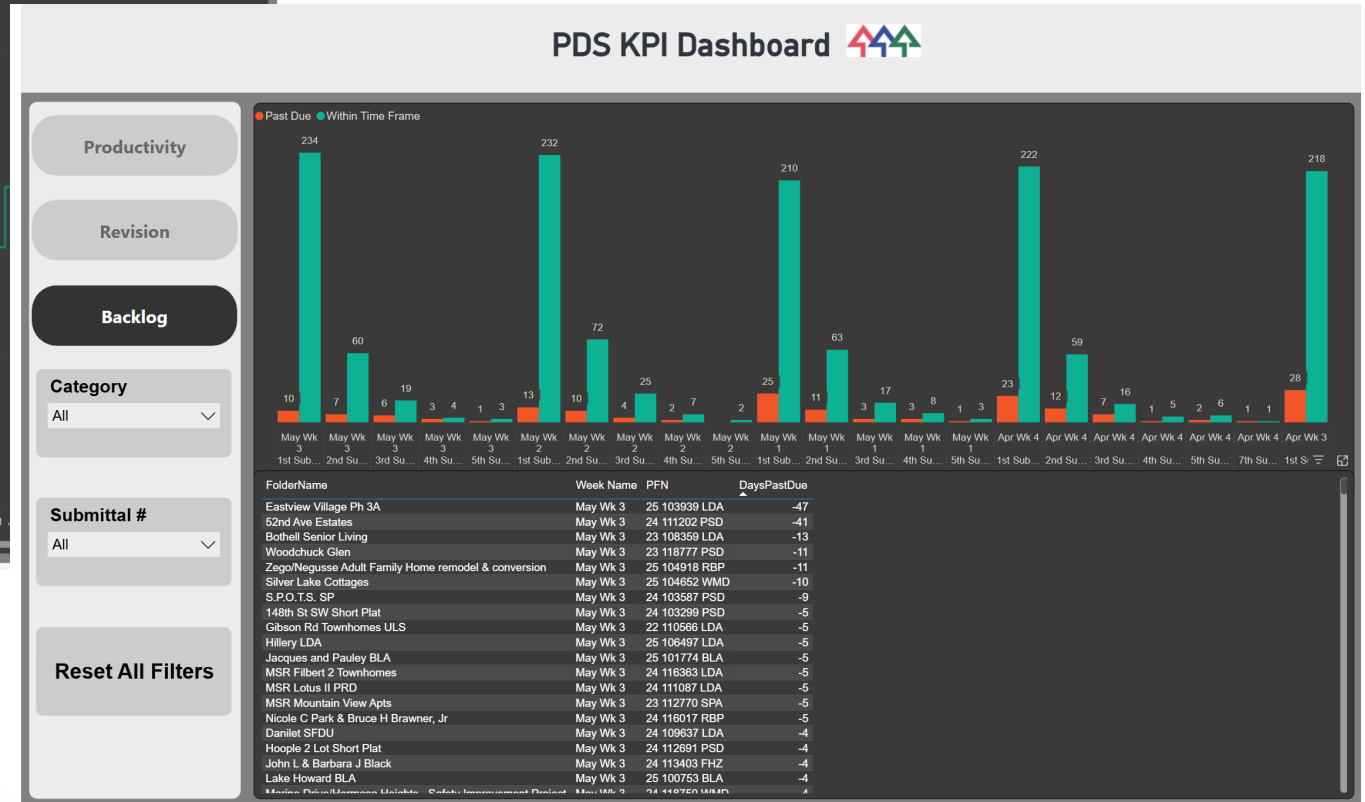 PDS KPI Dashboard
Productivity
Revision
Backlog
Category
All
Submittal #
All
Reset All Filters
Past Due Within Time Frame
234 232 210 222 218
10 7 60 6 19 3 4 1 3 13 10 72 4 25 2 7 2 25 11 63 3 17 3 8 1 3 23 12 59 7 16 1 5 2 6 1 1 28
May Wk May Wk May Wk May Wk May Wk May Wk May Wk May Wk May Wk May Wk May Wk May Wk May Wk May Wk May Wk Apr Wk 4 Apr Wk 4 Apr Wk 4 Apr Wk 4 Apr Wk 4 Apr Wk 4 Apr Wk 3
3 3 3 3 3 2 2 2 2 2 1 1 1 1 1
1st Sub... 2nd Su... 3rd Su... 4th Su... 5th Su... 1st Sub... 2nd Su... 3rd Su... 4th Su... 5th Su... 1st Sub... 2nd Su... 3rd Su... 4th Su... 5th Su... 1st Sub... 2nd Su... 3rd Su... 4th Su... 5th Su... 7th Su... 1st S
FolderName Week Name PFN DaysPastDue
Eastview Village Ph 3A May Wk 3 25 103939 LDA -47
52nd Ave Estates May Wk 3 24 111202 PSD -41
Bothell Senior Living May Wk 3 23 108359 LDA -13
Woodchuck Glen May Wk 3 23 118777 PSD -11
Zego/Negusse Adult Family Home remodel & conversion May Wk 3 25 104918 RBP -11
Silver Lake Cottages May Wk 3 25 104652 WMD -10
S.P.O.T.S. SP May Wk 3 24 103587 PSD -9
148th St SW Short Plat May Wk 3 24 103299 PSD -5
Gibson Rd Townhomes ULS May Wk 3 22 110566 LDA -5
Hillery LDA May Wk 3 25 106497 LDA -5
Jacques and Pauley BLA May Wk 3 25 101774 BLA -5
MSR Filbert 2 Townhomes May Wk 3 24 116363 LDA -5
MSR Lotus II PRD May Wk 3 24 111087 LDA -5
MSR Mountain View Apts May Wk 3 23 112770 SPA -5
Nicole C Park & Bruce H Brawner, Jr May Wk 3 24 116017 RBP -5
Danilet SFDU May Wk 3 24 109637 LDA -4
Hoople 2 Lot Short Plat May Wk 3 24 112691 PSD -4
John L & Barbara J Black May Wk 3 24 113403 FHZ -4
Lake Howard BLA May Wk 3 25 100753 BLA -4
Marine Drive/Hermosa Heights - Safety Improvement Project May Wk 3 24 118750 WMD